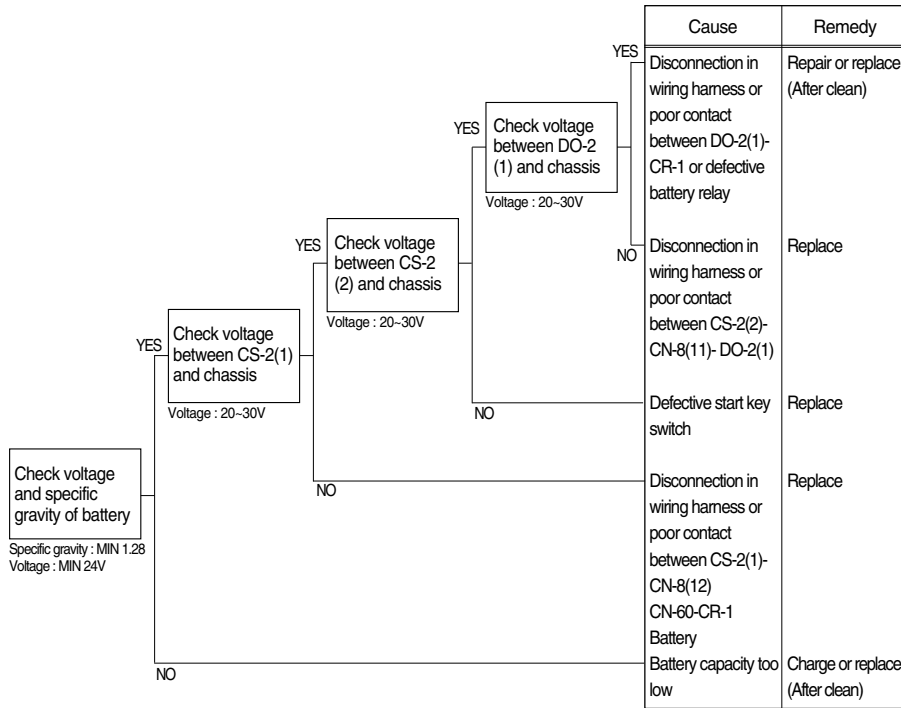 Cause
Remedy
YES
Disconnection in
wiring harness or
poor contact
between DO-2(1)-
CR-1 or defective
battery relay
Repair or replace
(After clean)
YES
Check voltage
between DO-2
(1) and chassis
Voltage : 20~30V
NO
Disconnection in
wiring harness or
poor contact
between CS-2(2)-
CN-8(11)- DO-2(1)
Replace
YES
Check voltage
between CS-2
(2) and chassis
Voltage : 20~30V
NO
Defective start key
switch
Replace
YES
Check voltage
between CS-2(1)
and chassis
Voltage : 20~30V
NO
Disconnection in
wiring harness or
poor contact
between CS-2(1)-
CN-8(12)
CN-60-CR-1
Battery
Replace
Check voltage
and specific
gravity of battery
Specific gravity : MIN 1.28
Voltage : MIN 24V
NO
Battery capacity too
low
Charge or replace
(After clean)